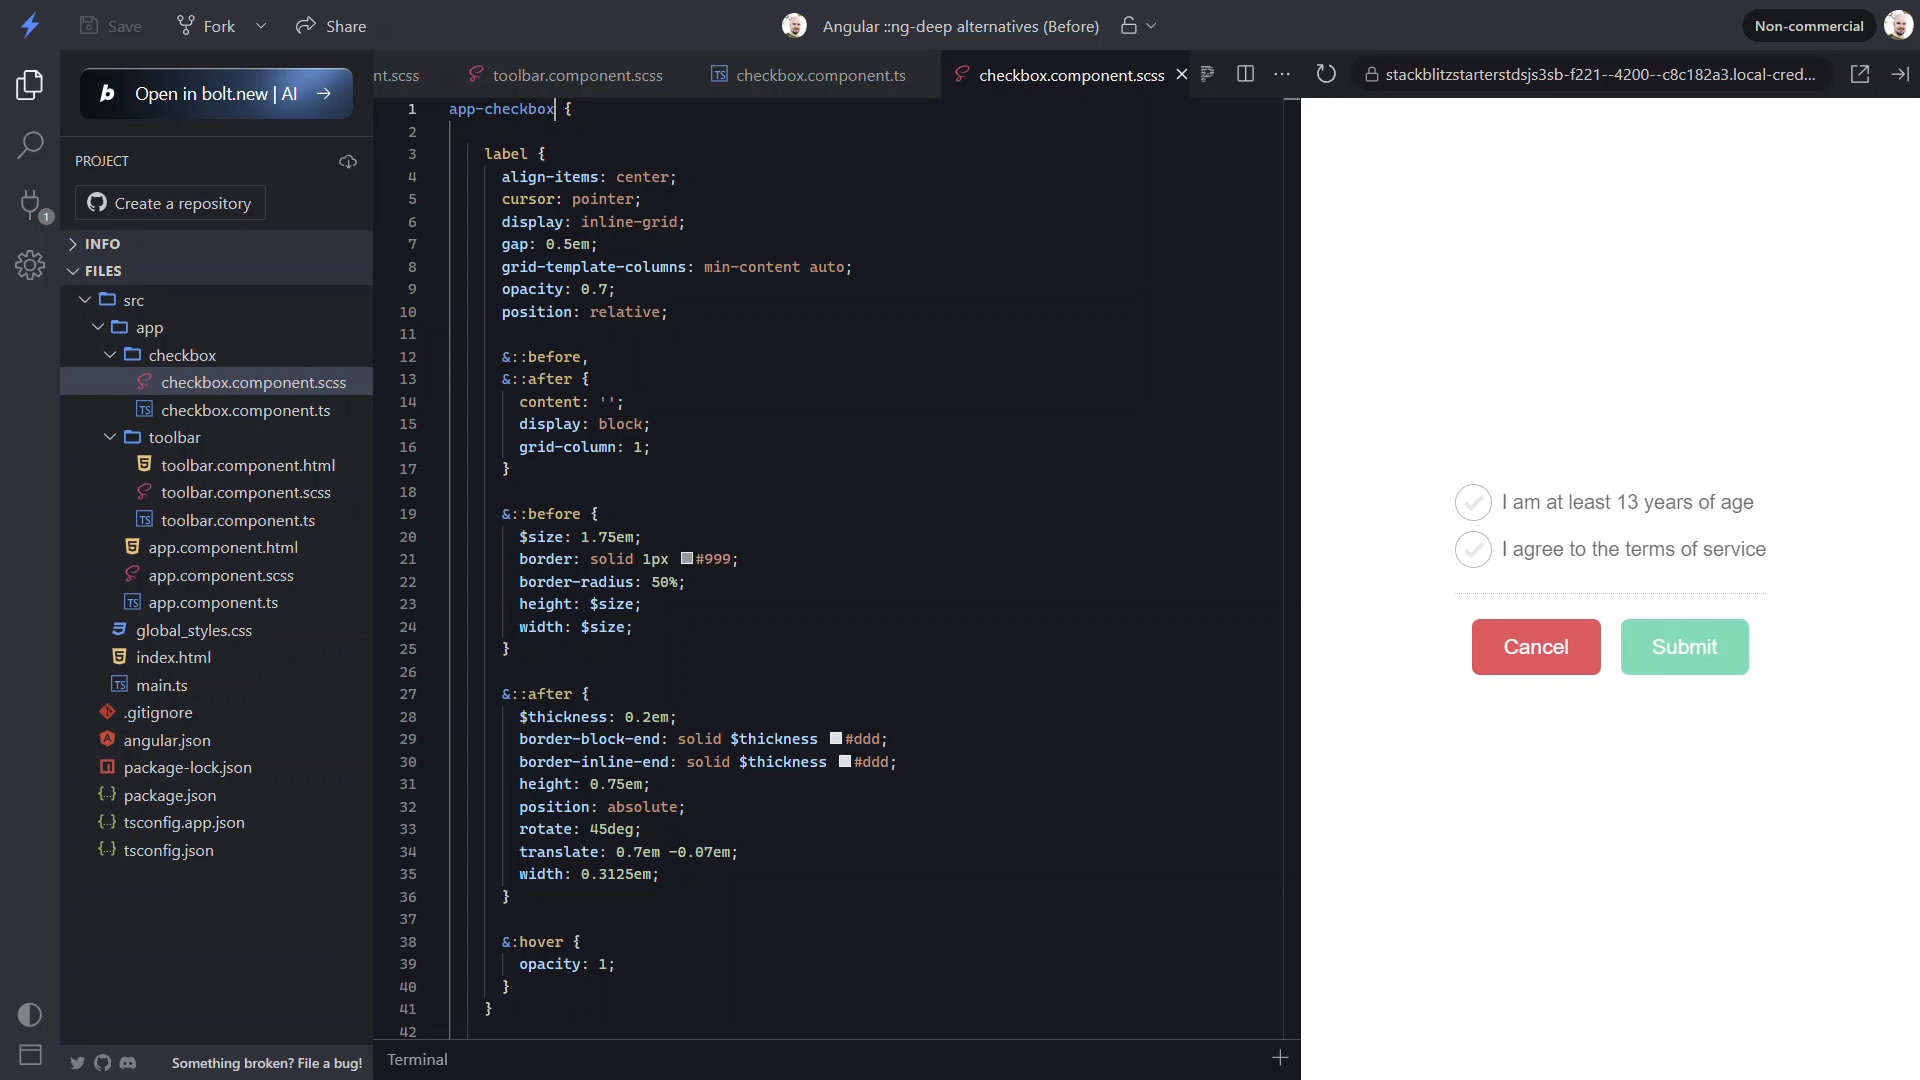 Save
Fork
Share
Angular ::ng-deep alternatives (Before)
Non-commercial
Open in bolt.new | AI
nt.scss
toolbar.component.scss
checkbox.component.ts
checkbox.component.scss
stackblitzstarterstdsjs3sb-f221--4200--c8c182a3.local-cred...
PROJECT
Create a repository
1
INFO
FILES
src
app
checkbox
checkbox.component.scss
checkbox.component.ts
toolbar
toolbar.component.html
toolbar.component.scss
toolbar.component.ts
app.component.html
app.component.scss
app.component.ts
global_styles.css
index.html
main.ts
.gitignore
angular.json
package-lock.json
package.json
tsconfig.app.json
tsconfig.json
Something broken? File a bug!
1 app-checkbox {
2
3 label {
4 align-items: center;
5 cursor: pointer;
6 display: inline-grid;
7 gap: 0.5em;
8 grid-template-columns: min-content auto;
9 opacity: 0.7;
10 position: relative;
11
12 &::before,
13 &::after {
14 content: '';
15 display: block;
16 grid-column: 1;
17 }
18
19 &::before {
20 $size: 1.75em;
21 border: solid 1px #999;
22 border-radius: 50%;
23 height: $size;
24 width: $size;
25 }
26
27 &::after {
28 $thickness: 0.2em;
29 border-block-end: solid $thickness #ddd;
30 border-inline-end: solid $thickness #ddd;
31 height: 0.75em;
32 position: absolute;
33 rotate: 45deg;
34 translate: 0.7em -0.07em;
35 width: 0.3125em;
36 }
37
38 &:hover {
39 opacity: 1;
40 }
41 }
42
Terminal
I am at least 13 years of age
I agree to the terms of service
Cancel
Submit